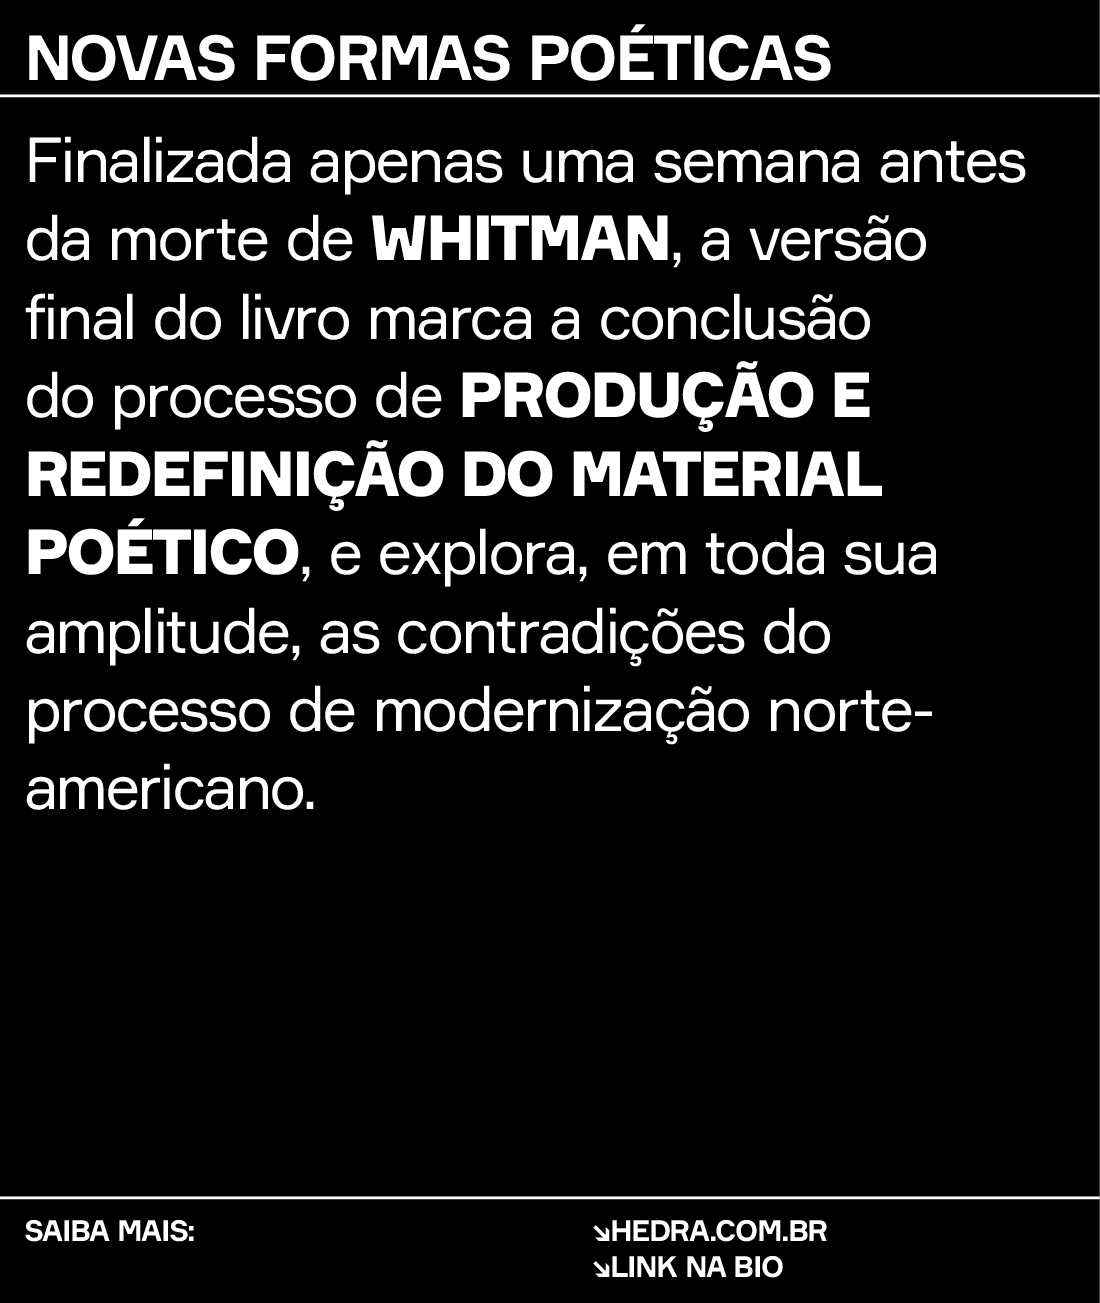 NOVAS FORMAS POÉTICAS
Finalizada apenas uma semana antes
da morte de WHITMAN, a versão
final do livro marca a conclusão
do processo de PRODUÇÃO E
REDEFINIÇÃO DO MATERIAL
POÉTICO, e explora, em toda sua
amplitude, as contradições do
processo de modernização norte-
americano.
SAIBA MAIS:
↘HEDRA.COM.BR
↘LINK NA BIO